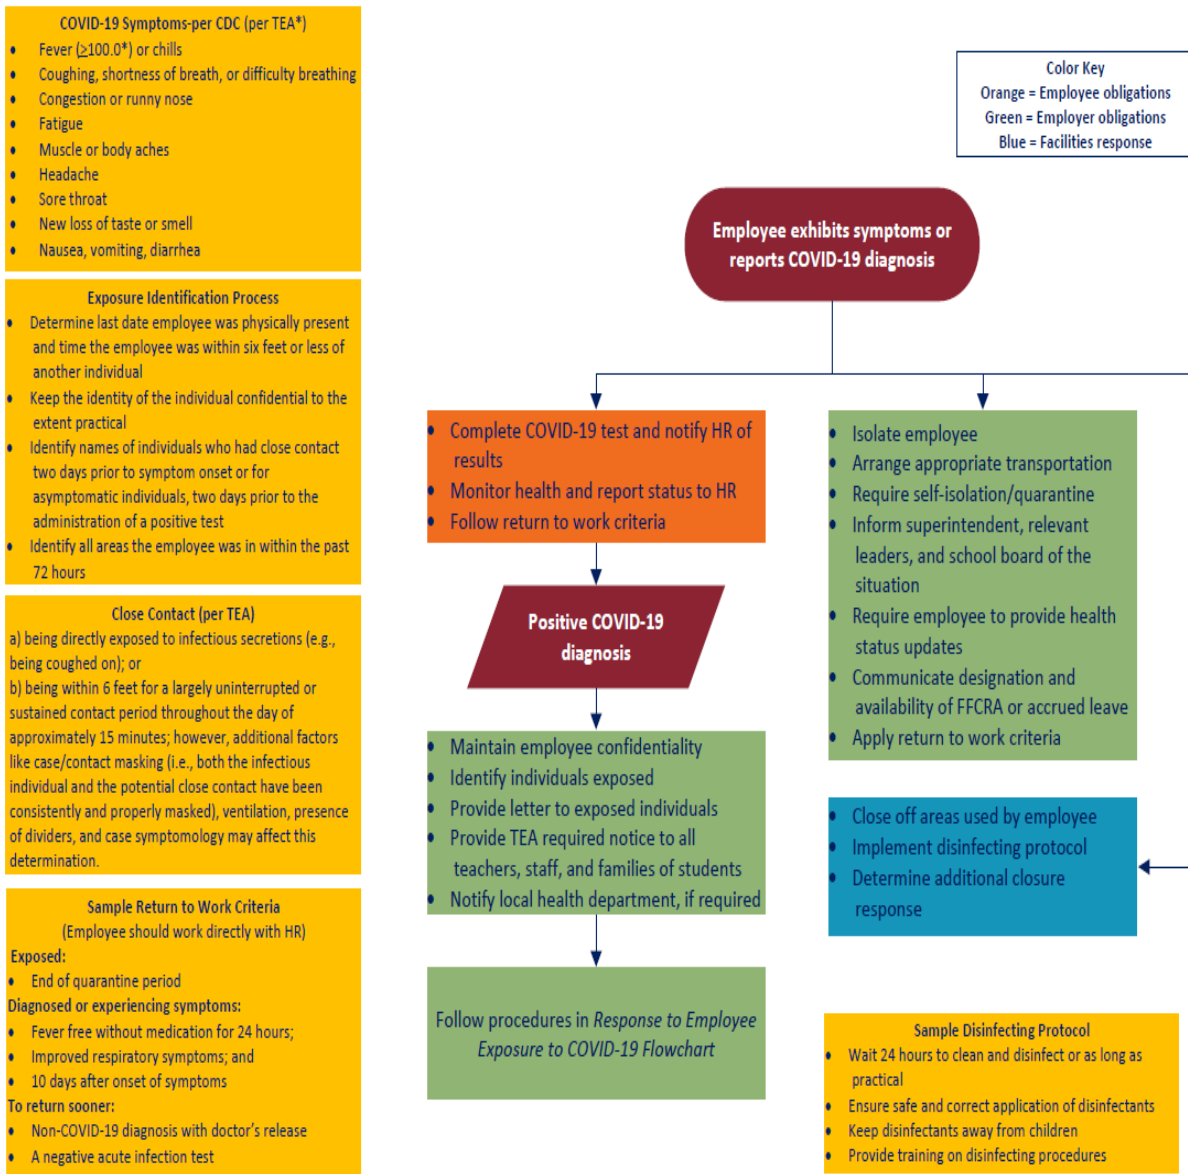 COVID-19 Symptoms-per CDC (per TEA*)
• Fever (≥100.0*) or chills
• Coughing, shortness of breath, or difficulty breathing
• Congestion or runny nose
• Fatigue
• Muscle or body aches
• Headache
• Sore throat
• New loss of taste or smell
• Nausea, vomiting, diarrhea
Exposure Identification Process
• Determine last date employee was physically present
and time the employee was within six feet or less of
another individual
• Keep the identity of the individual confidential to the
extent practical
• Identify names of individuals who had close contact
two days prior to symptom onset or for
asymptomatic individuals, two days prior to the
administration of a positive test
• Identify all areas the employee was in within the past
72 hours
Close Contact (per TEA)
a) being directly exposed to infectious secretions (e.g.,
being coughed on); or
b) being within 6 feet for a largely uninterrupted or
sustained contact period throughout the day of
approximately 15 minutes; however, additional factors
like case/contact masking (i.e., both the infectious
individual and the potential close contact have been
consistently and properly masked), ventilation, presence
of dividers, and case symptomology may affect this
determination.
Sample Return to Work Criteria
(Employee should work directly with HR)
Exposed:
• End of quarantine period
Diagnosed or experiencing symptoms:
• Fever free without medication for 24 hours;
• Improved respiratory symptoms; and
• 10 days after onset of symptoms
To return sooner:
• Non-COVID-19 diagnosis with doctor's release
• A negative acute infection test
Color Key
Orange = Employee obligations
Green = Employer obligations
Blue = Facilities response
Employee exhibits symptoms or
reports COVID-19 diagnosis
• Complete COVID-19 test and notify HR of
results
• Monitor health and report status to HR
• Follow return to work criteria
Positive COVID-19
diagnosis
• Maintain employee confidentiality
• Identify individuals exposed
• Provide letter to exposed individuals
• Provide TEA required notice to all
teachers, staff, and families of students
• Notify local health department, if required
Follow procedures in Response to Employee
Exposure to COVID-19 Flowchart
• Isolate employee
• Arrange appropriate transportation
• Require self-isolation/quarantine
• Inform superintendent, relevant
leaders, and school board of the
situation
• Require employee to provide health
status updates
• Communicate designation and
availability of FFCRA or accrued leave
• Apply return to work criteria
• Close off areas used by employee
• Implement disinfecting protocol
• Determine additional closure
response
Sample Disinfecting Protocol
• Wait 24 hours to clean and disinfect or as long as
practical
• Ensure safe and correct application of disinfectants
• Keep disinfectants away from children
• Provide training on disinfecting procedures